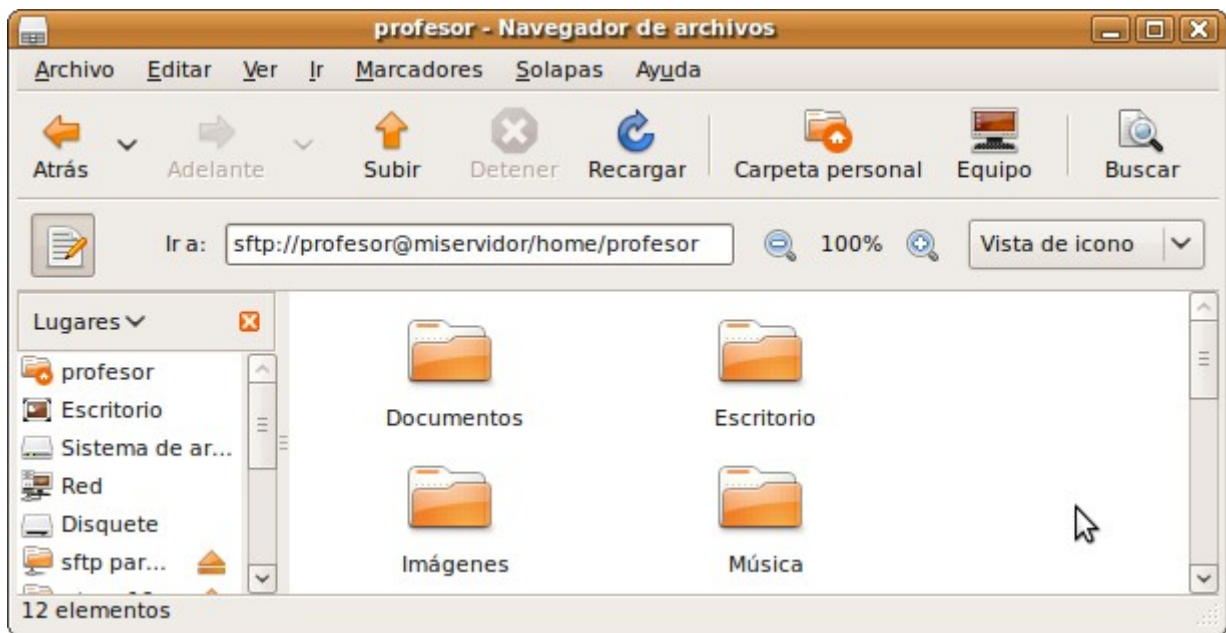 profesor - Navegador de archivos
Archivo Editar Ver Ir Marcadores Solapas Ayuda
Atrás Adelante Subir Detener Recargar Carpeta personal Equipo Buscar
Ir a: sftp://profesor@miservidor/home/profesor 100% Vista de icono
Lugares
profesor
Escritorio
Sistema de ar...
Red
Disquete
sftp par...
Documentos Escritorio
Imágenes Música
12 elementos